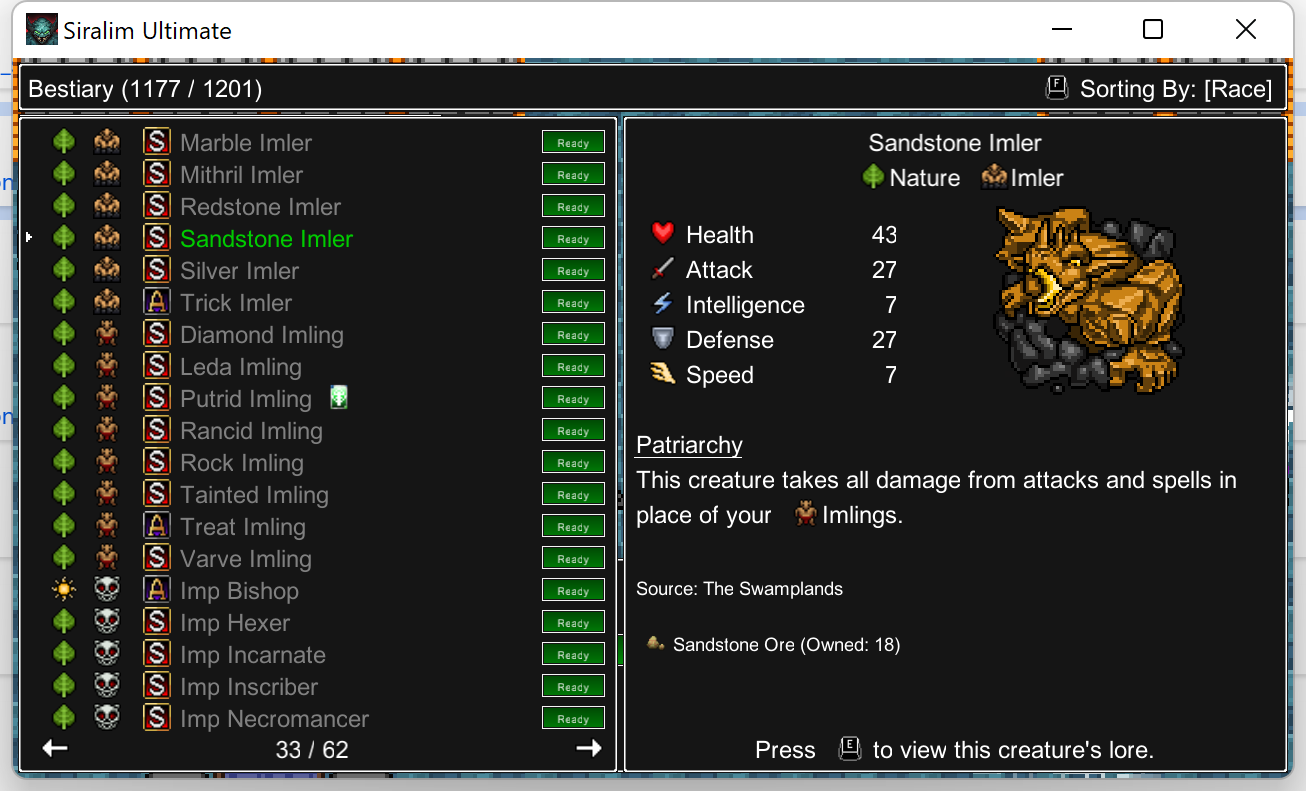 Siralim Ultimate
Bestiary (1177 / 1201)
F Sorting By: [Race]
S Marble Imler Ready
S Mithril Imler Ready
S Redstone Imler Ready
S Sandstone Imler Ready
S Silver Imler Ready
A Trick Imler Ready
S Diamond Imling Ready
S Leda Imling Ready
S Putrid Imling Ready
S Rancid Imling Ready
S Rock Imling Ready
S Tainted Imling Ready
A Treat Imling Ready
S Varve Imling Ready
A Imp Bishop Ready
S Imp Hexer Ready
S Imp Incarnate Ready
S Imp Inscriber Ready
S Imp Necromancer Ready
33 / 62
Sandstone Imler
Nature Imler
Health 43
Attack 27
Intelligence 7
Defense 27
Speed 7
Patriarchy
This creature takes all damage from attacks and spells in
place of your Imlings.
Source: The Swamplands
Sandstone Ore (Owned: 18)
Press E to view this creature's lore.